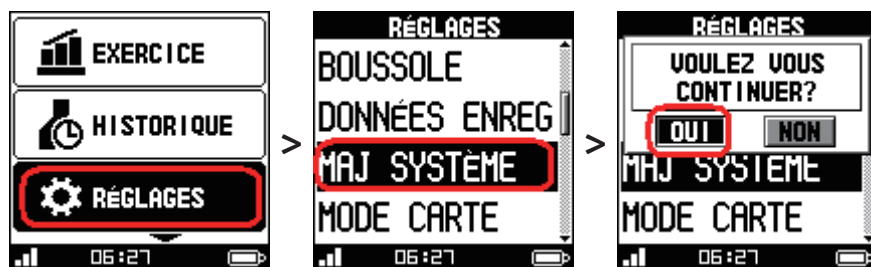 EXERCICE
HISTORIQUE
RÉGLAGES
06:27
>
RÉGLAGES
BOUSSOLE
DONNÉES ENREG
MAJ SYSTÈME
MODE CARTE
06:27
>
RÉGLAGES
VOULEZ VOUS
CONTINUER?
OUI NON
MAJ SYSTÈME
MODE CARTE
06:27